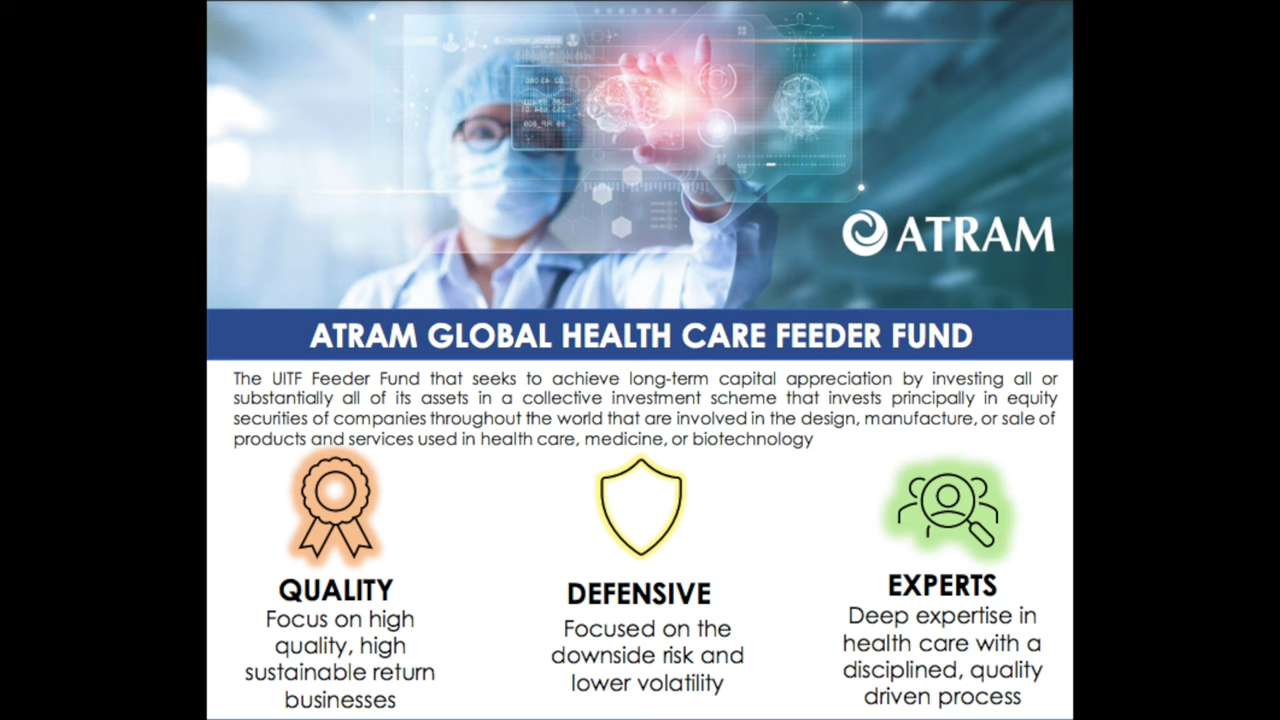 ATRAM
ATRAM GLOBAL HEALTH CARE FEEDER FUND
The UITF Feeder Fund that seeks to achieve long-term capital appreciation by investing all or
substantially all of its assets in a collective investment scheme that invests principally in equity
securities of companies throughout the world that are involved in the design, manufacture, or sale of
products and services used in health care, medicine, or biotechnology
QUALITY
Focus on high
quality, high
sustainable return
businesses
DEFENSIVE
Focused on the
downside risk and
lower volatility
EXPERTS
Deep expertise in
health care with a
disciplined, quality
driven process